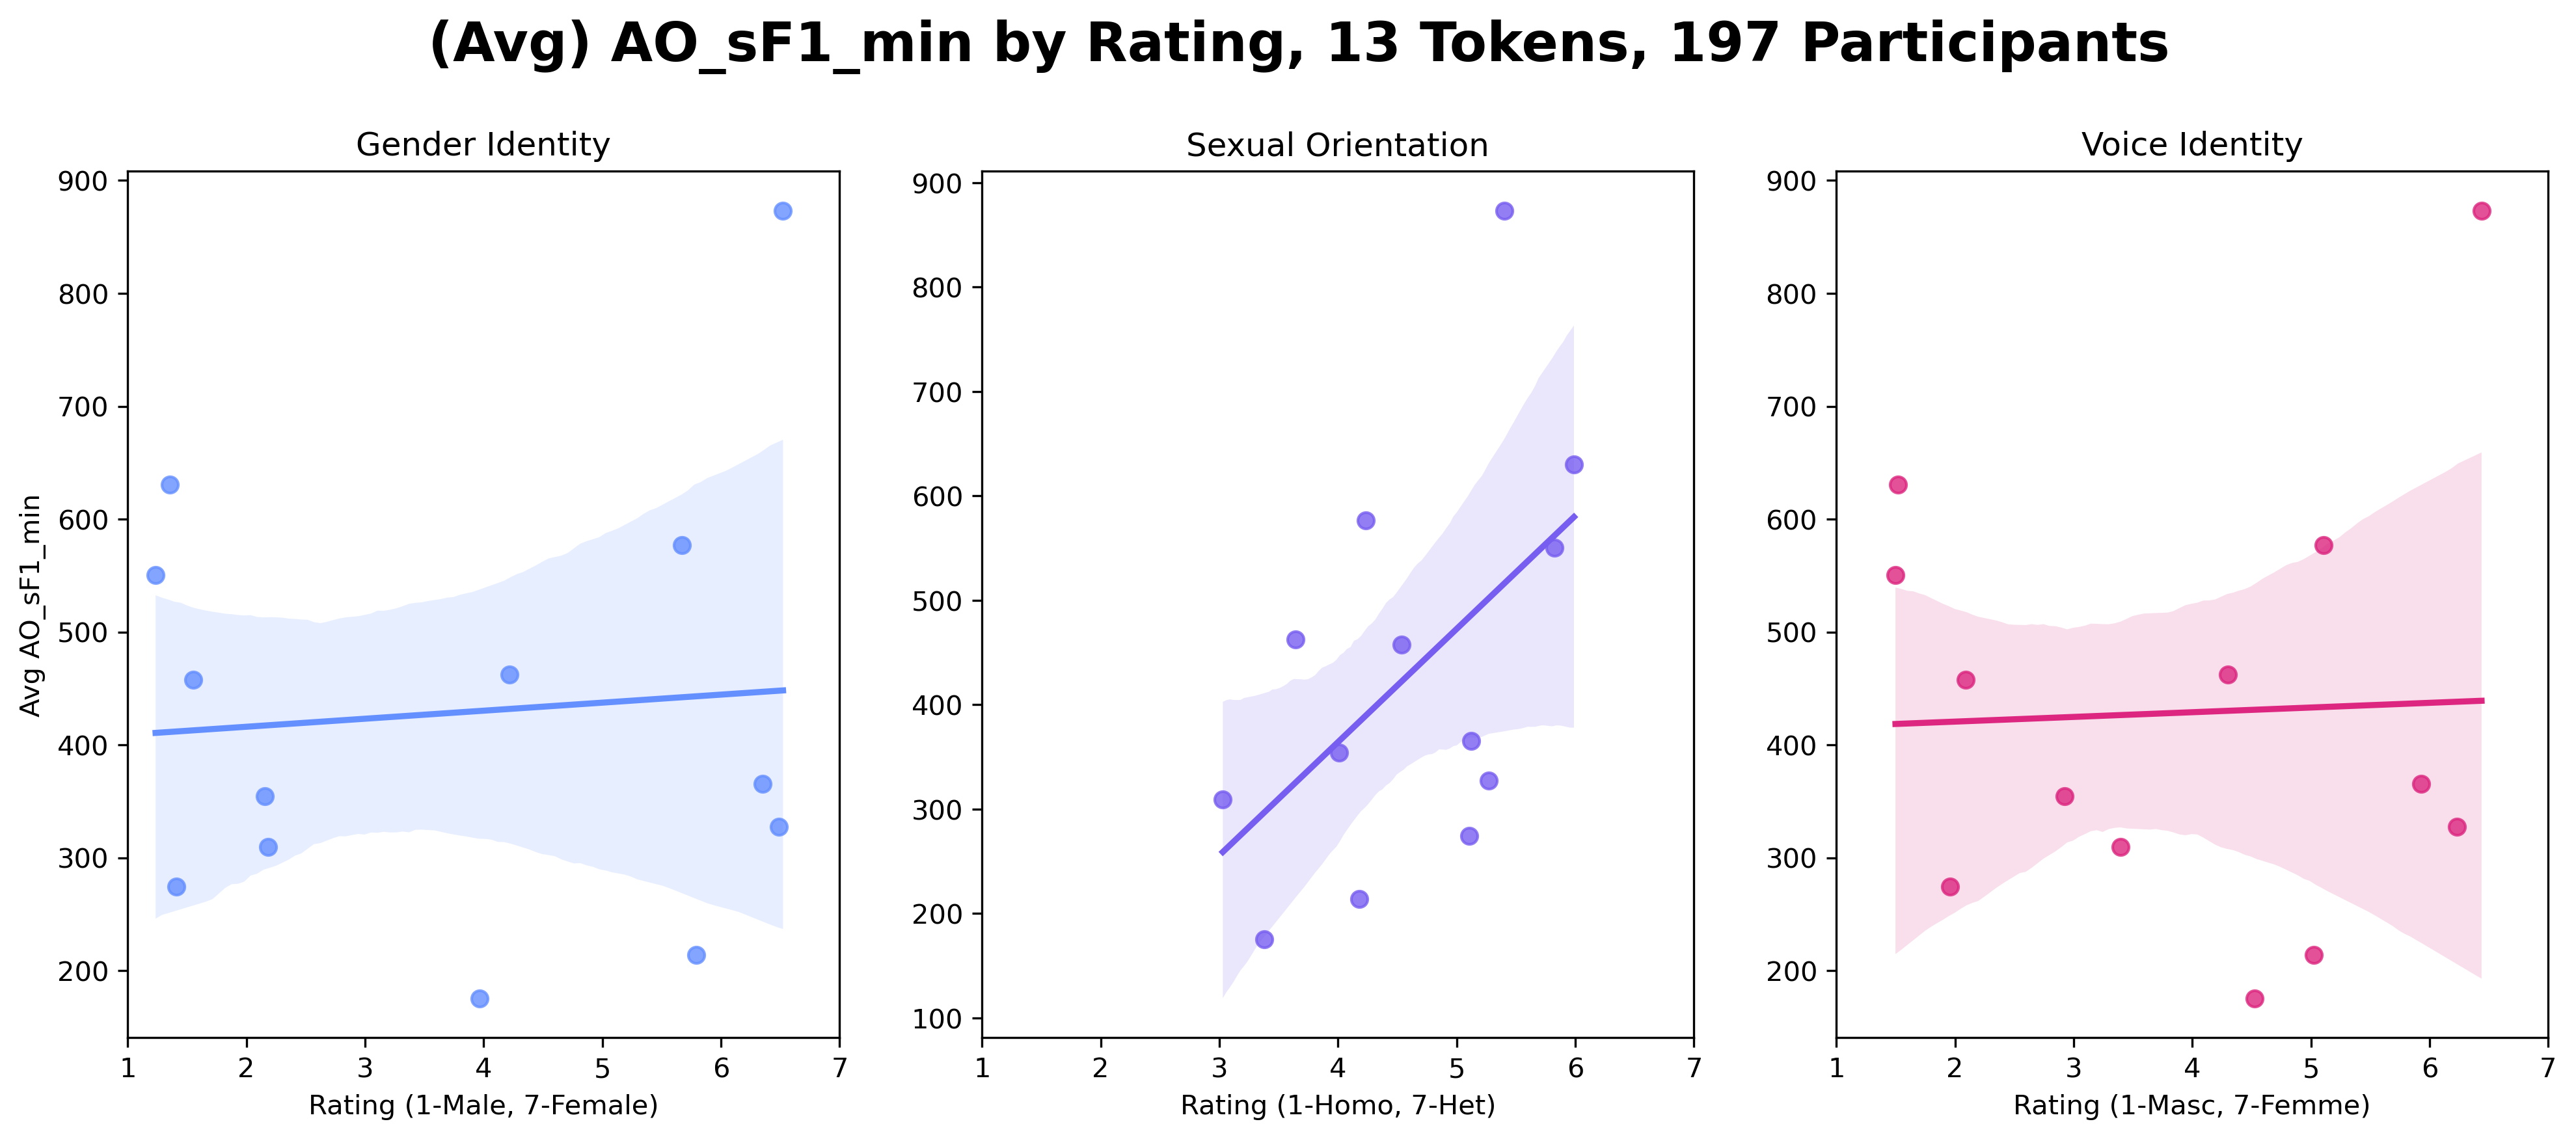 (Avg) AO_sF1_min by Rating, 13 Tokens, 197 Participants
Gender Identity
Avg AO_sF1_min
900
800
700
600
500
400
300
200
1 2 3 4 5 6 7
Rating (1-Male, 7-Female)
Sexual Orientation
900
800
700
600
500
400
300
200
100
1 2 3 4 5 6 7
Rating (1-Homo, 7-Het)
Voice Identity
900
800
700
600
500
400
300
200
1 2 3 4 5 6 7
Rating (1-Masc, 7-Femme)